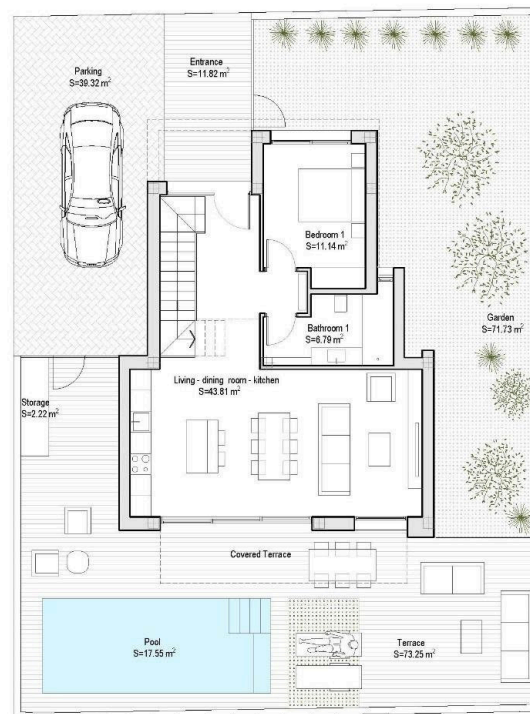 Entrance
S=11.82 m²
Parking
S=39.32 m²
Bedroom 1
S=11.14 m²
Garden
S=71.73 m²
Bathroom 1
S=6.79 m²
Living - dining room - kitchen
S=43.81 m²
Storage
S=2.22 m²
Covered Terrace
Pool
S=17.55 m²
Terrace
S=73.25 m²